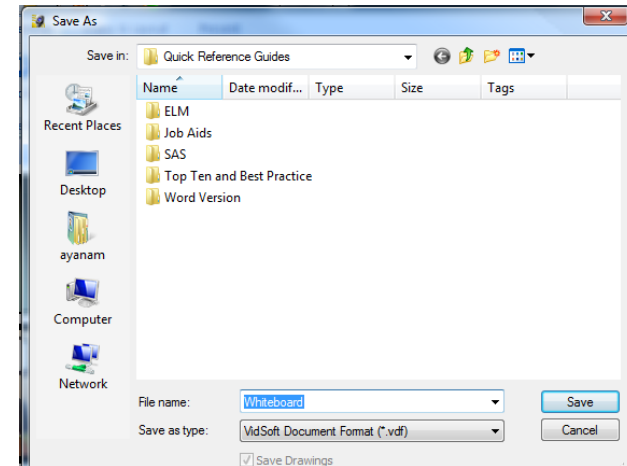 Save As
Save in: Quick Reference Guides
Name Date modif... Type Size Tags
Recent Places
Desktop
ayanam
Computer
Network
ELM
Job Aids
SAS
Top Ten and Best Practice
Word Version
File name: Whiteboard Save
Save as type: VidSoft Document Format (*.vdf) Cancel
Save Drawings